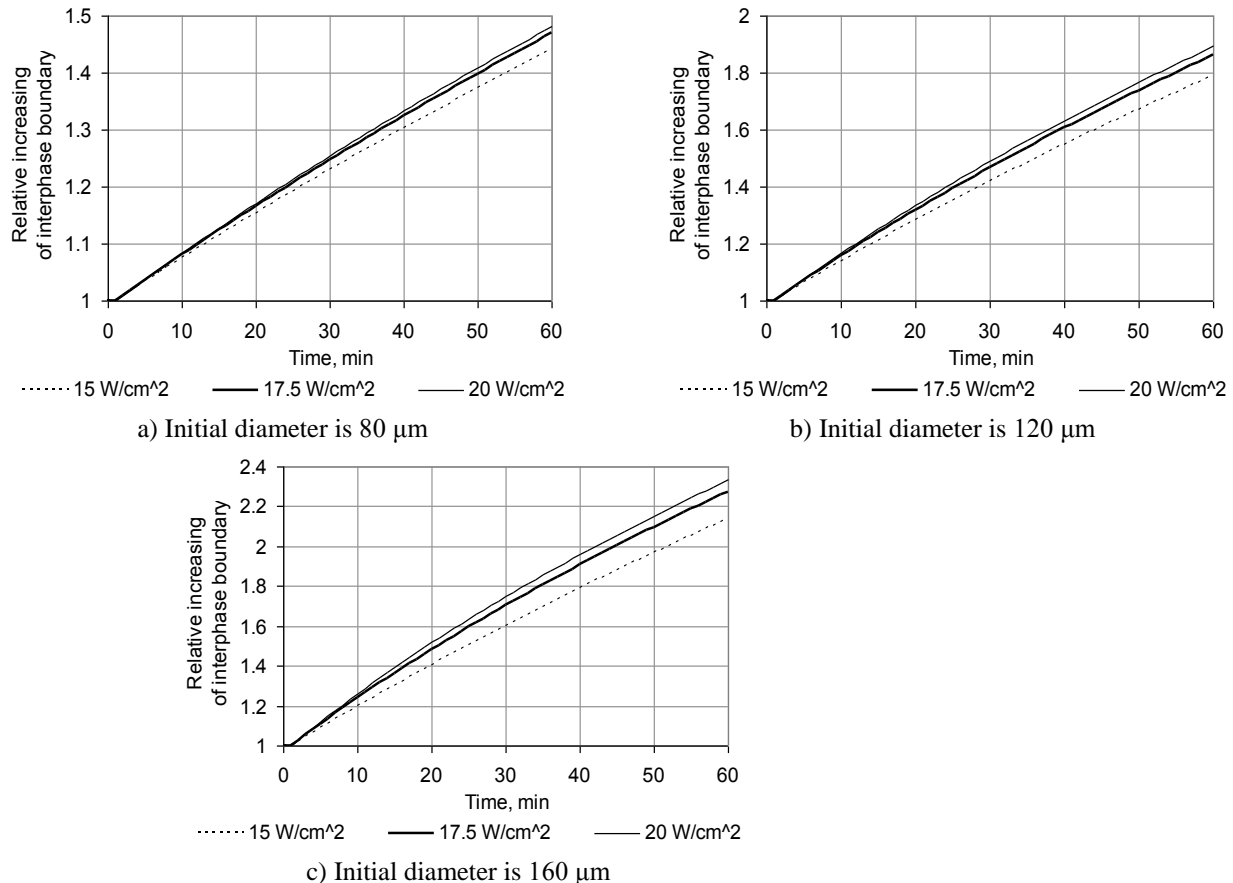 Relative increasing
of interphase boundary
1.5
1.4
1.3
1.2
1.1
1
0 10 20 30 40 50 60
Time, min
15 W/cm^2 17.5 W/cm^2 20 W/cm^2
a) Initial diameter is 80 μm
Relative increasing
of interphase boundary
2
1.8
1.6
1.4
1.2
1
0 10 20 30 40 50 60
Time, min
15 W/cm^2 17.5 W/cm^2 20 W/cm^2
b) Initial diameter is 120 μm
Relative increasing
of interphase boundary
2.4
2.2
2
1.8
1.6
1.4
1.2
1
0 10 20 30 40 50 60
Time, min
15 W/cm^2 17.5 W/cm^2 20 W/cm^2
c) Initial diameter is 160 μm